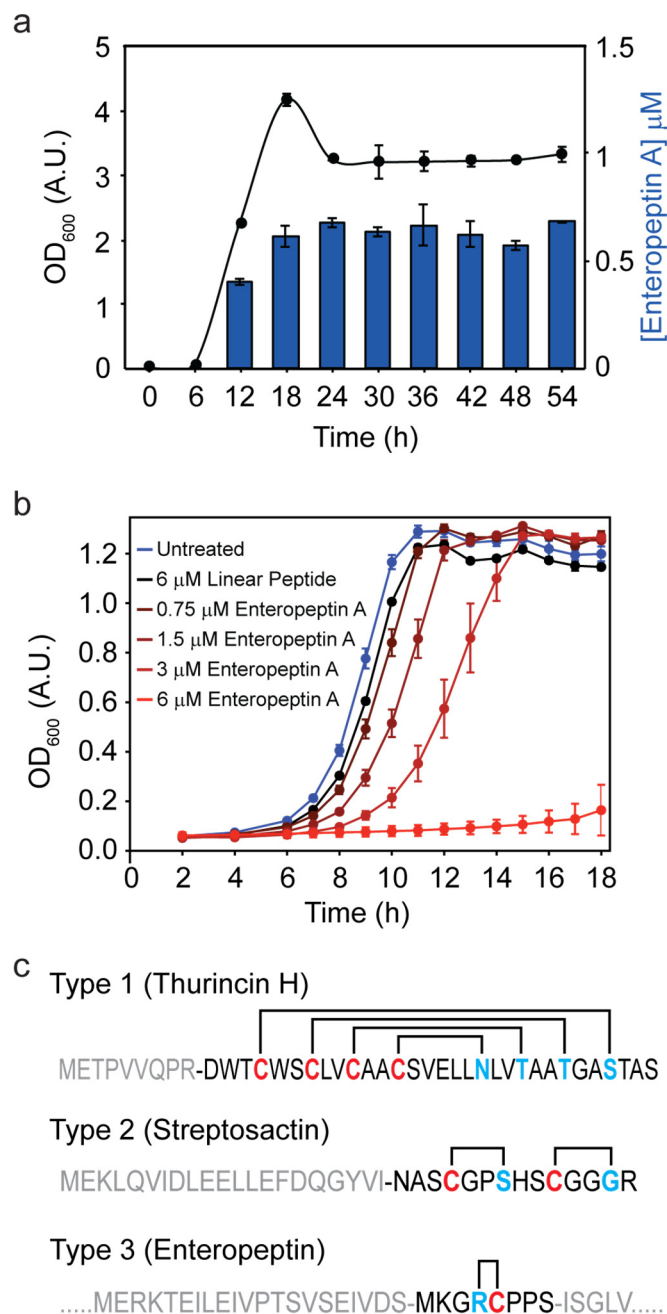 a
5
4
3
2
1
0
OD600 (A.U.)
1.5
1
0.5
0
[Enteropeptin A] μM
0 6 12 18 24 30 36 42 48 54
Time (h)
b
1.2
1.0
0.8
0.6
0.4
0.2
0.0
OD600 (A.U.)
Untreated
6 μM Linear Peptide
0.75 μM Enteropeptin A
1.5 μM Enteropeptin A
3 μM Enteropeptin A
6 μM Enteropeptin A
2 4 6 8 10 12 14 16 18
Time (h)
c
Type 1 (Thurincin H)
METPVVQPR-DWTCWSCLVCAACSVELLNLVTAATGASTAS
Type 2 (Streptosactin)
MEKLQVIDLEELLEFDQGYVI-NASCGPSHSCGGGR
Type 3 (Enteropeptin)
.....MERKTEILEIVPTSVSEIVDS-MKGRCPPS-ISGLV.....